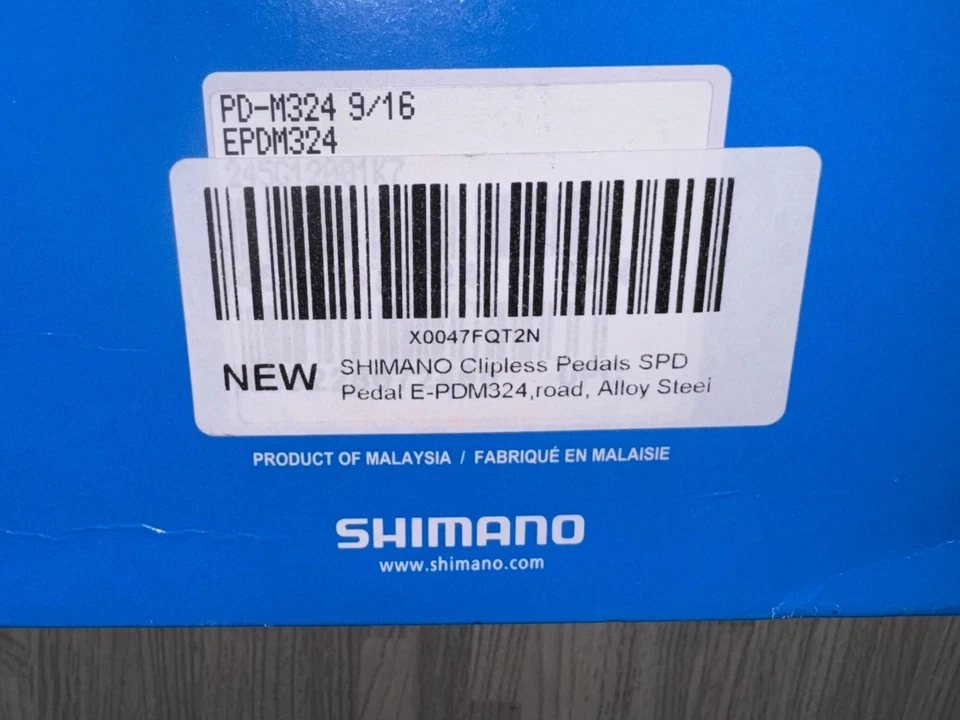 PD-M324 9/16
EPDM324
245G12001K7
X0047FQT2N
NEW
SHIMANO Clipless Pedals SPD
Pedal E-PDM324,road, Alloy Steel
PRODUCT OF MALAYSIA / FABRIQUÉ EN MALAISIE
SHIMANO
www.shimano.com